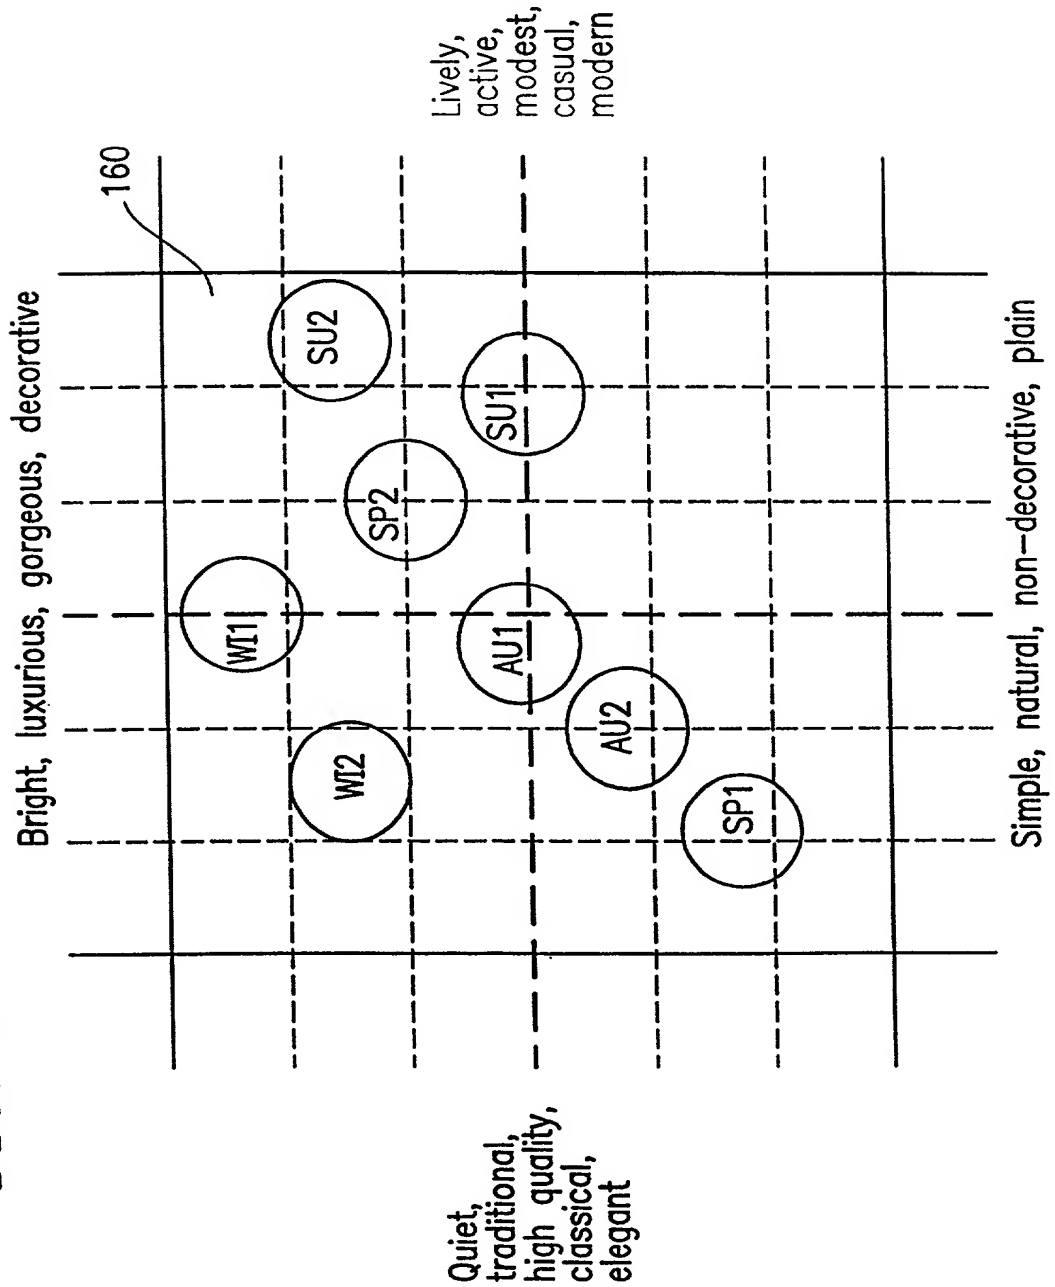 Bright, luxurious, gorgeous, decorative
160
WI1
SU2
WI2
SP2
AU1
SU1
AU2
SP1
Quiet,
traditional,
high quality,
classical,
elegant
Lively,
active,
modest,
casual,
modern
Simple, natural, non-decorative, plain